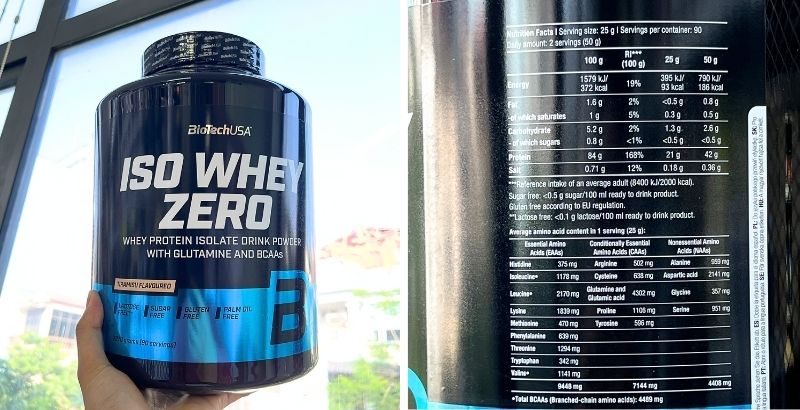 BioTechUSA
ISO WHEY
ZERO
WHEY PROTEIN ISOLATE DRINK POWDER
WITH GLUTAMINE AND BCAAs
TIRAMISU FLAVOURED
LACTOSE FREE
SUGAR FREE
GLUTEN FREE
PALM OIL FREE
B
(90 servings)
Nutrition Facts | Serving size: 25 g | Servings per container: 90
Daily amount: 2 servings (50 g)
100 g RI*** (100 g) 25 g 50 g
Energy 1579 kJ/ 372 kcal 19% 395 kJ/ 93 kcal 790 kJ/ 186 kcal
Fat 1.6 g 2% <0.5 g 0.8 g
- of which saturates 1 g 5% 0.3 g 0.5 g
Carbohydrate 5.2 g 2% 1.3 g 2.6 g
- of which sugars 0.8 g <1% <0.5 g <0.5 g
Protein 84 g 168% 21 g 42 g
Salt 0.71 g 12% 0.18 g 0.36 g
***Reference intake of an average adult (8400 kJ/2000 kcal).
Sugar free: <0.5 g sugar/100 ml ready to drink product.
Gluten free according to EU regulation.
**Lactose free: <0.1 g lactose/100 ml ready to drink product.
Average amino acid content in 1 serving (25 g):
Essential Amino Acids (EAAs) Conditionally Essential Amino Acids (CAAs) Nonessential Amino Acids (NAAs)
Histidine 375 mg Arginine 502 mg Alanine 959 mg
Isoleucine* 1178 mg Cysteine 638 mg Aspartic acid 2141 mg
Leucine* 2170 mg Glutamine and Glutamic acid 4302 mg Glycine 357 mg
Lysine 1839 mg Proline 1106 mg Serine 951 mg
Methionine 470 mg Tyrosine 596 mg
Phenylalanine 639 mg
Threonine 1294 mg
Tryptophan 342 mg
Valine* 1141 mg
9448 mg 7144 mg 4408 mg
*Total BCAAs (Branched-chain amino acids): 4489 mg